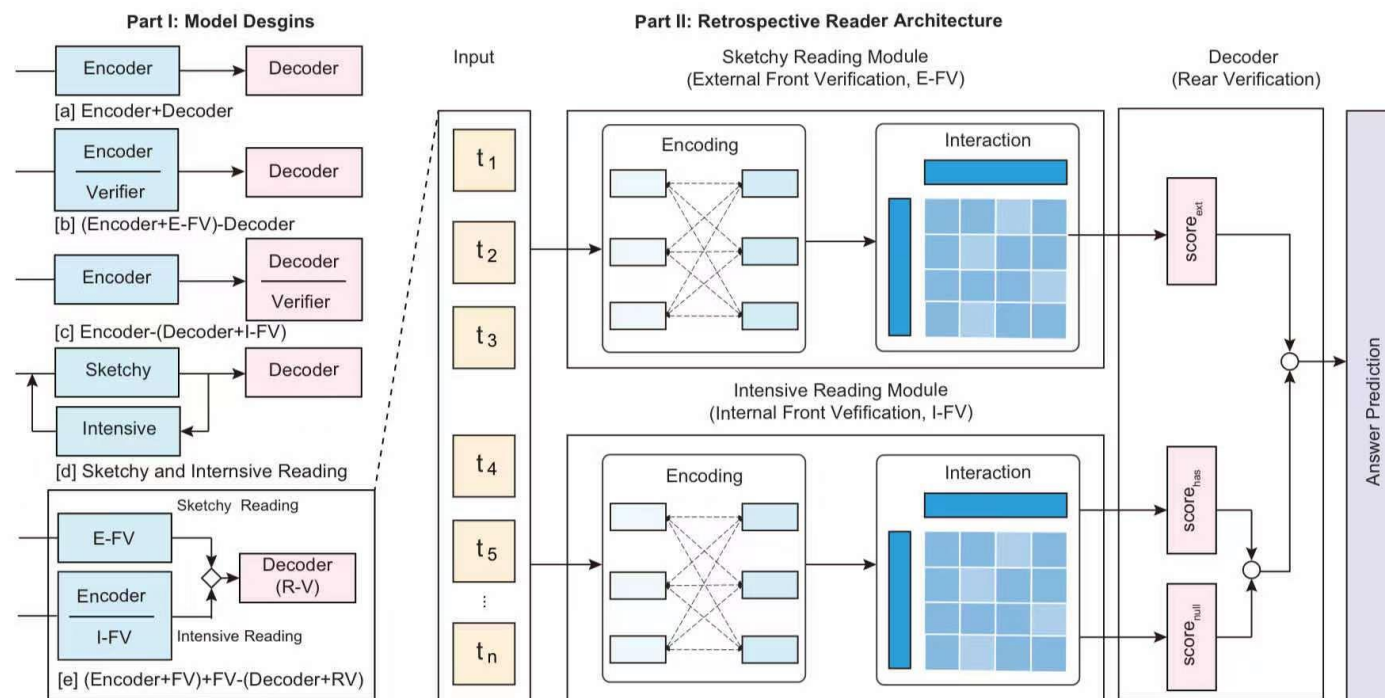 Part I: Model Desgins
Encoder
Decoder
[a] Encoder+Decoder
Encoder
Verifier
Decoder
[b] (Encoder+E-FV)-Decoder
Encoder
Decoder
Verifier
[c] Encoder-(Decoder+I-FV)
Sketchy
Decoder
Intensive
[d] Sketchy and Internsive Reading
Sketchy Reading
E-FV
Decoder
(R-V)
Encoder
I-FV
Intensive Reading
[e] (Encoder+FV)+FV-(Decoder+RV)
Part II: Retrospective Reader Architecture
Input
t1
t2
t3
t4
t5
...
tn
Sketchy Reading Module
(External Front Verification, E-FV)
Encoding
Interaction
Intensive Reading Module
(Internal Front Vefification, I-FV)
Encoding
Interaction
Decoder
(Rear Verification)
scoreext
scorehas
scorenull
Answer Prediction